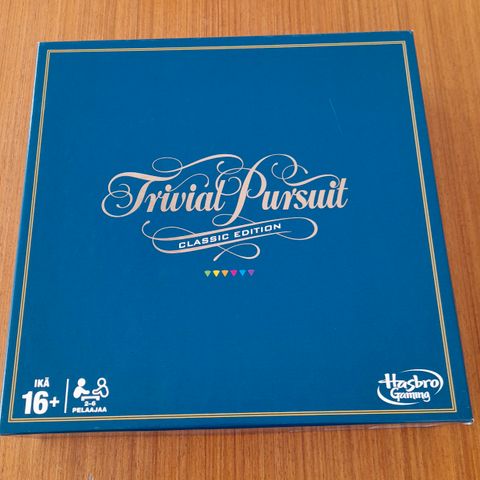 Trivial Pursuit
CLASSIC EDITION
IKÄ
16+
2-6
PELAAJAA
Hasbro
Gaming